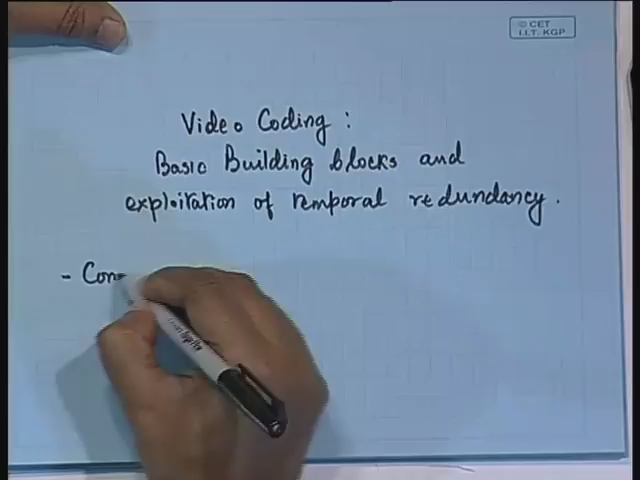 © CET
I.I.T. KGP
Video Coding :
Basic Building blocks and
exploitation of temporal redundancy.
- Con